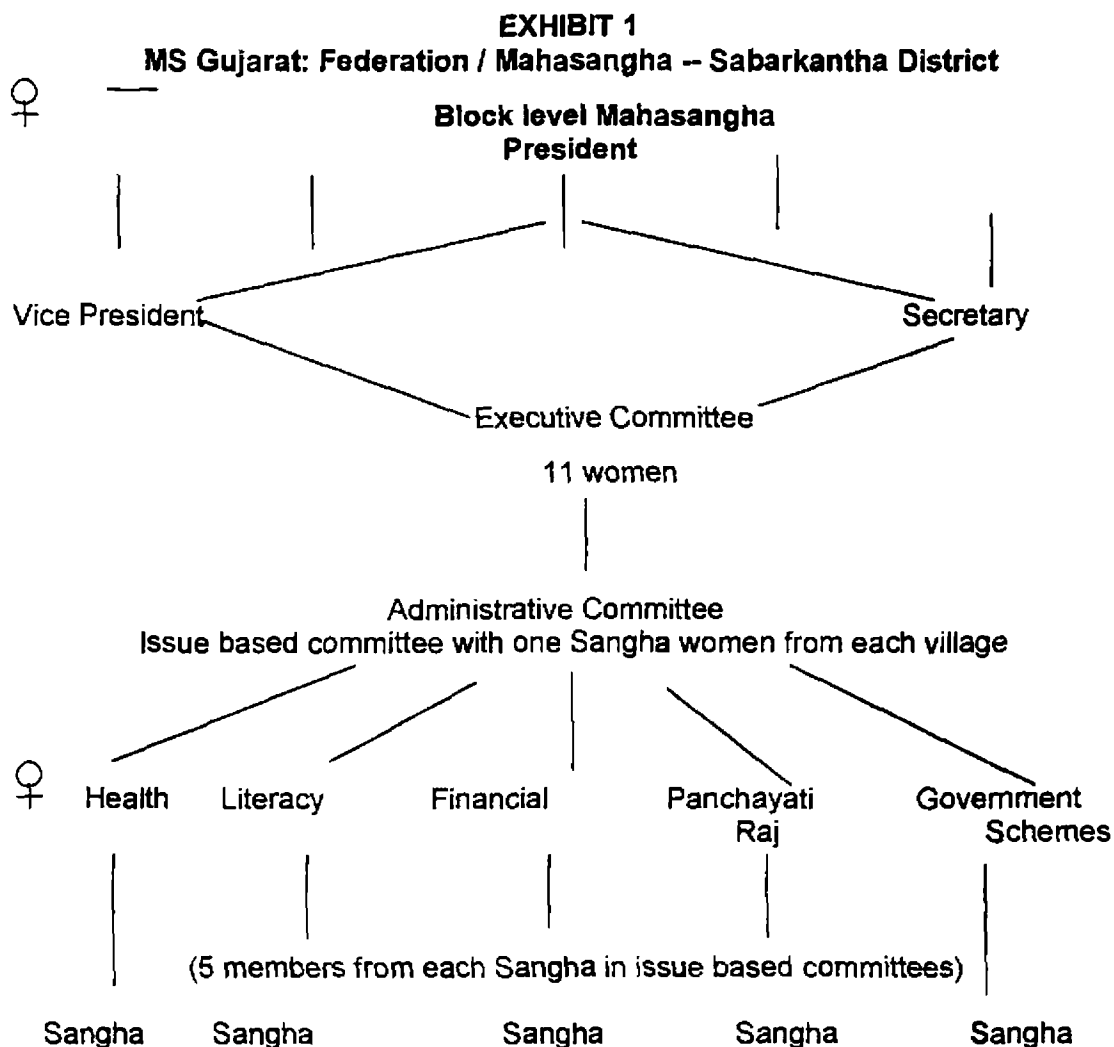 EXHIBIT 1
MS Gujarat: Federation / Mahasangha -- Sabarkantha District
Block level Mahasangha
President
Vice President
Secretary
Executive Committee
11 women
Administrative Committee
Issue based committee with one Sangha women from each village
Health
Literacy
Financial
Panchayati
Raj
Government
Schemes
(5 members from each Sangha in issue based committees)
Sangha
Sangha
Sangha
Sangha
Sangha